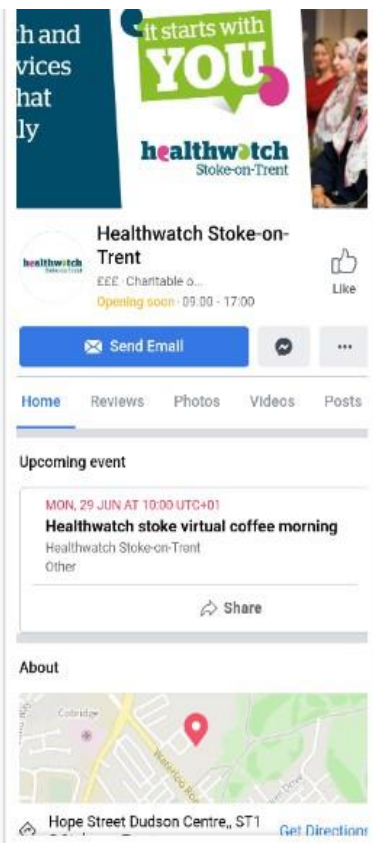 th and
vices
hat
ly
it starts with
YOU
healthwatch
Stoke-on-Trent
healthwatch
Healthwatch Stoke-on-
Trent
£££ · Charitable o...
Opening soon · 09:00 - 17:00
Like
Send Email
Home Reviews Photos Videos Posts
Upcoming event
MON, 29 JUN AT 10:00 UTC+01
Healthwatch stoke virtual coffee morning
Healthwatch Stoke-on-Trent
Other
Share
About
Cobridge
Waterloo Ro
Hope Street Dudson Centre,, ST1
Get Directions